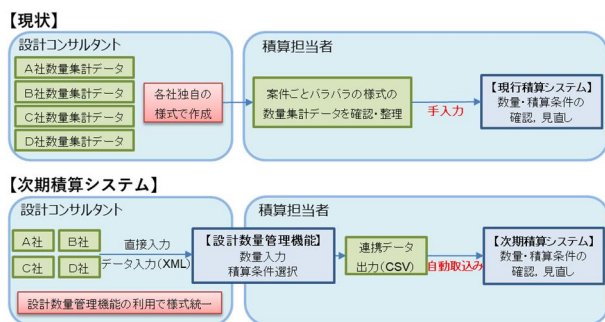 【現状】
設計コンサルタント
A社数量集計データ
B社数量集計データ
C社数量集計データ
D社数量集計データ
各社独自の
様式で作成
積算担当者
案件ごとバラバラの様式の
数量集計データを確認・整理
手入力
【現行積算システム】
数量・積算条件の
確認，見直し
【次期積算システム】
設計コンサルタント
A社
B社
C社
D社
直接入力
データ入力(XML)
設計数量管理機能の利用で様式統一
積算担当者
【設計数量管理機能】
数量入力
積算条件選択
連携データ
出力(CSV)
自動取込み
【次期積算システム】
数量・積算条件の
確認，見直し